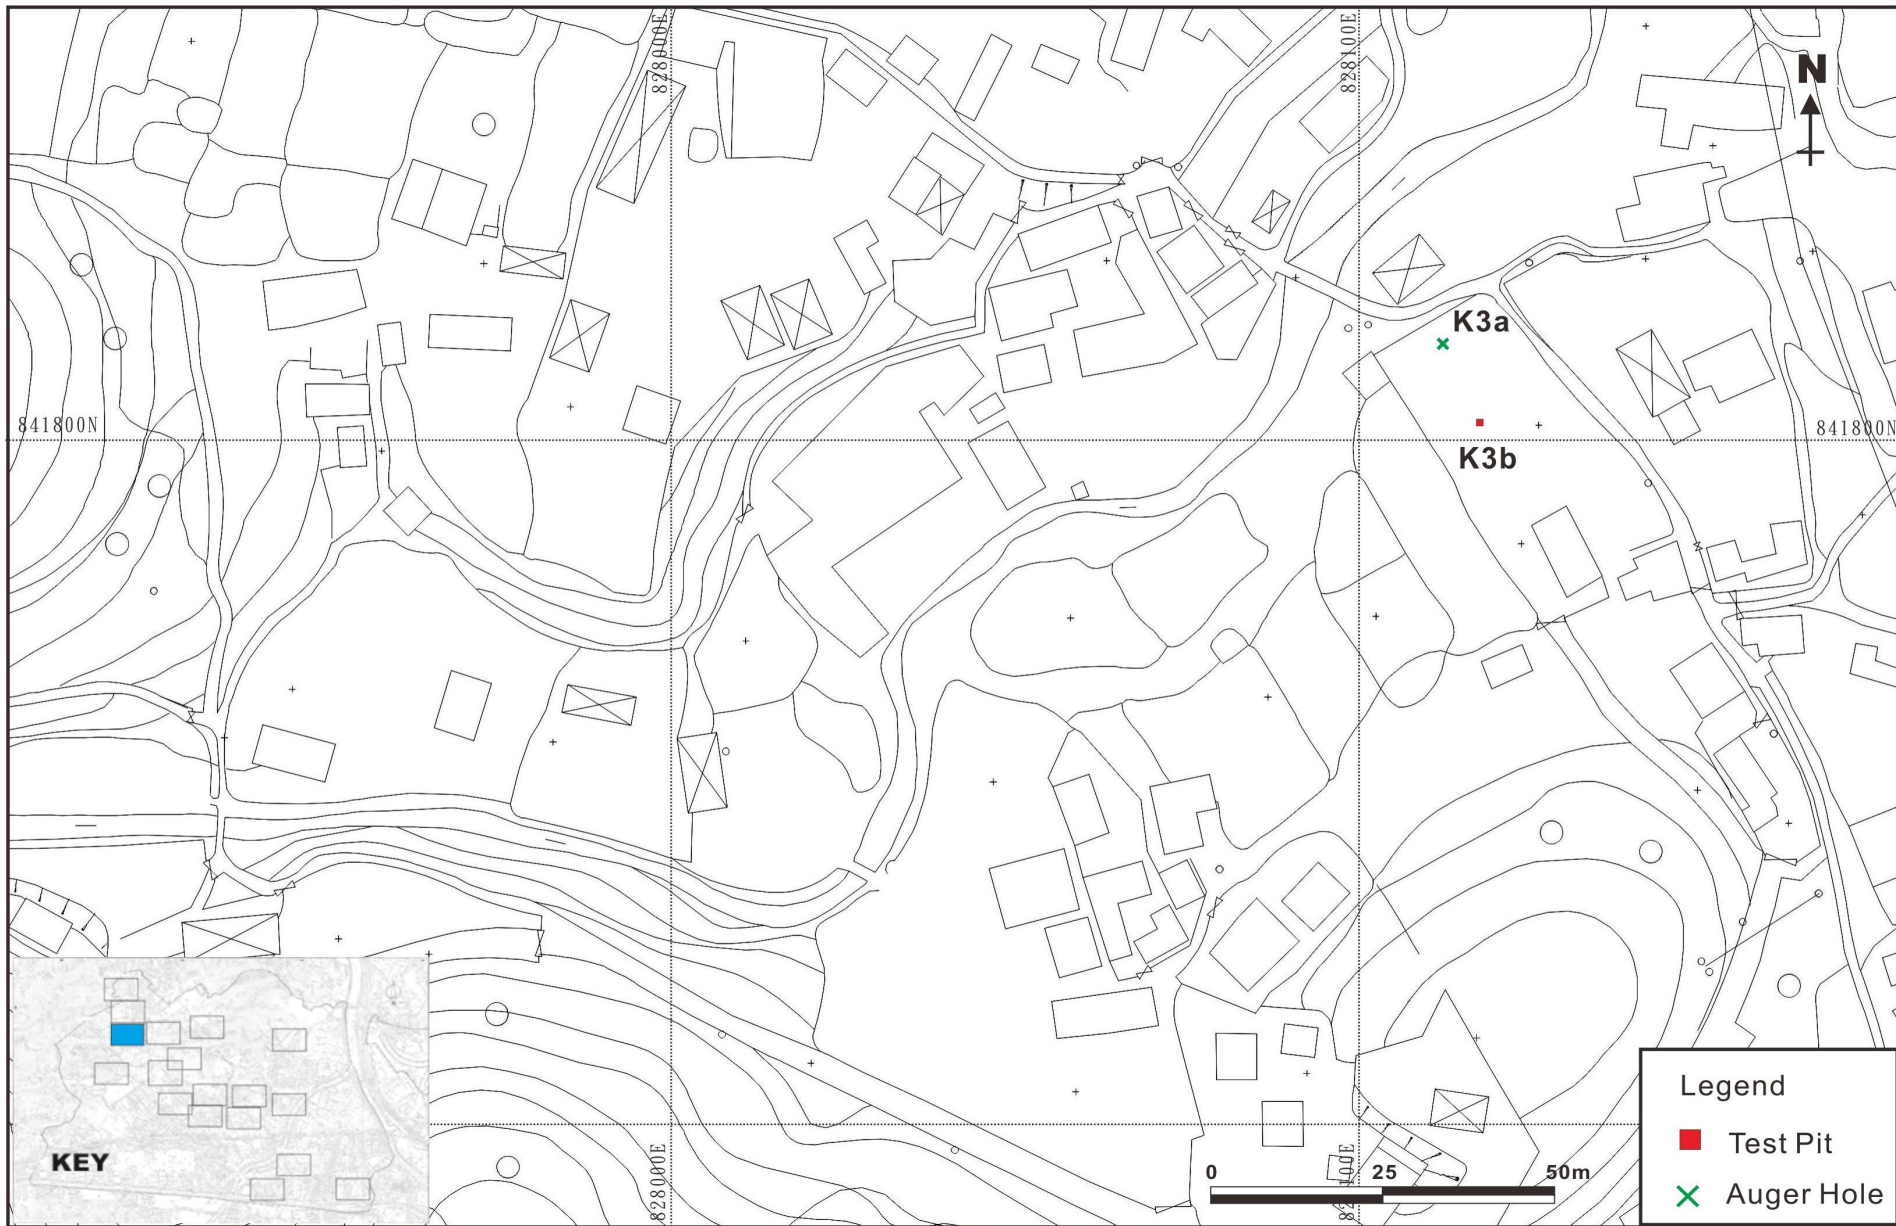 828000E
828100E
N
K3a
841800N
841800N
K3b
KEY
828000E
828100E
0 25 50m
Legend
Test Pit
Auger Hole